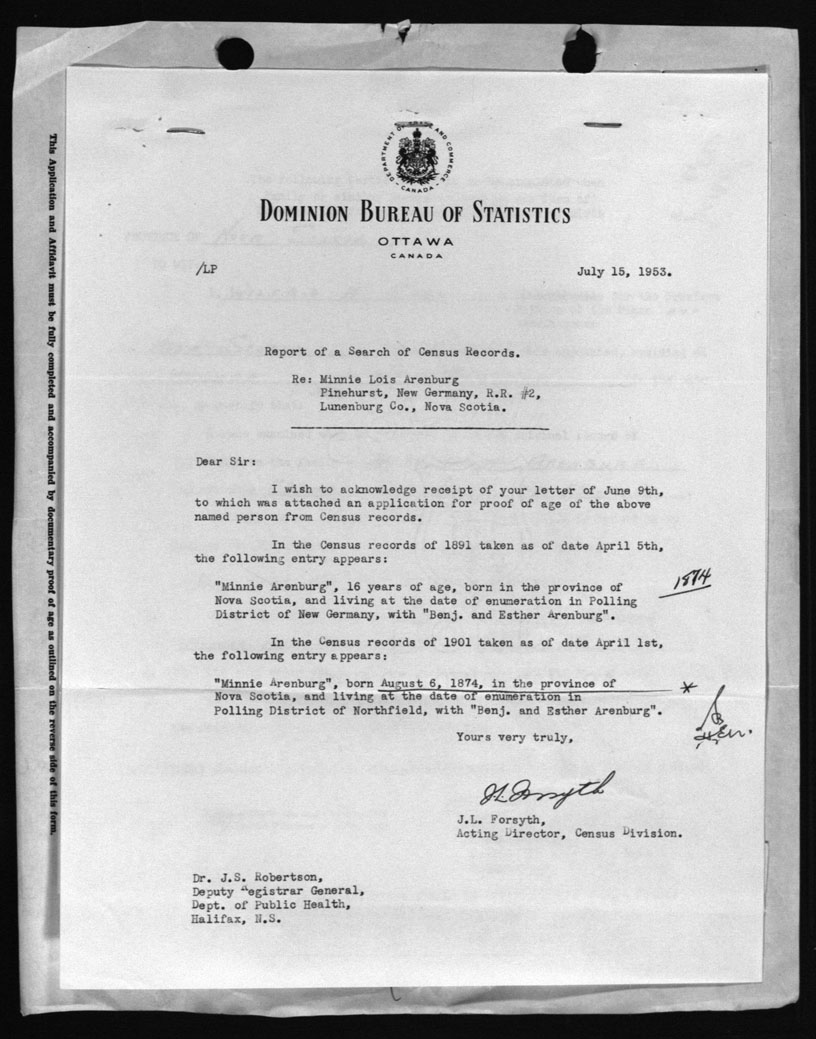 DEPARTMENT OF TRADE AND COMMERCE
CANADA
DOMINION BUREAU OF STATISTICS
OTTAWA
CANADA
/LP
July 15, 1953.
Report of a Search of Census Records.
Re: Minnie Lois Arenburg
Pinehurst, New Germany, R.R. #2,
Lunenburg Co., Nova Scotia.
Dear Sir:
I wish to acknowledge receipt of your letter of June 9th,
to which was attached an application for proof of age of the above
named person from Census records.
In the Census records of 1891 taken as of date April 5th,
the following entry appears:
"Minnie Arenburg", 16 years of age, born in the province of
Nova Scotia, and living at the date of enumeration in Polling
District of New Germany, with "Benj. and Esther Arenburg".
1874
In the Census records of 1901 taken as of date April 1st,
the following entry appears:
"Minnie Arenburg", born August 6, 1874, in the province of
Nova Scotia, and living at the date of enumeration in
Polling District of Northfield, with "Benj. and Esther Arenburg".
*
Yours very truly,
J.L. Forsyth
J.L. Forsyth,
Acting Director, Census Division.
Dr. J.S. Robertson,
Deputy Registrar General,
Dept. of Public Health,
Halifax, N.S.
This Application and Affidavit must be fully completed and accompanied by documentary proof of age as outlined on the reverse side of this form.